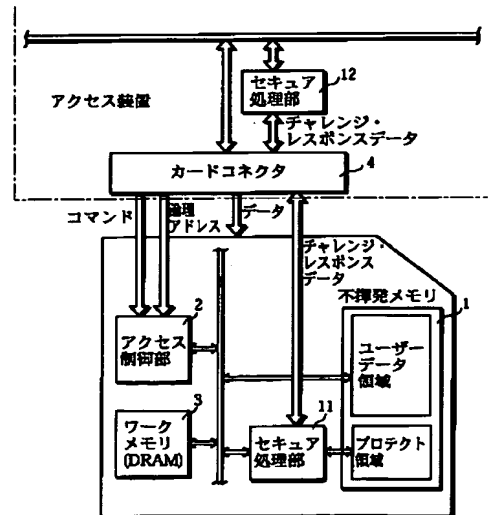 12
セキュア
処理部
アクセス装置
チャレンジ・
レスポンスデータ
4
カードコネクタ
コマンド
論理
アドレス
データ
チャレンジ・
レスポンス
データ
不揮発メモリ
1
2
アクセス
制御部
ユーザー
データ
領域
3
ワーク
メモリ
(DRAM)
11
セキュア
処理部
プロテクト
領域